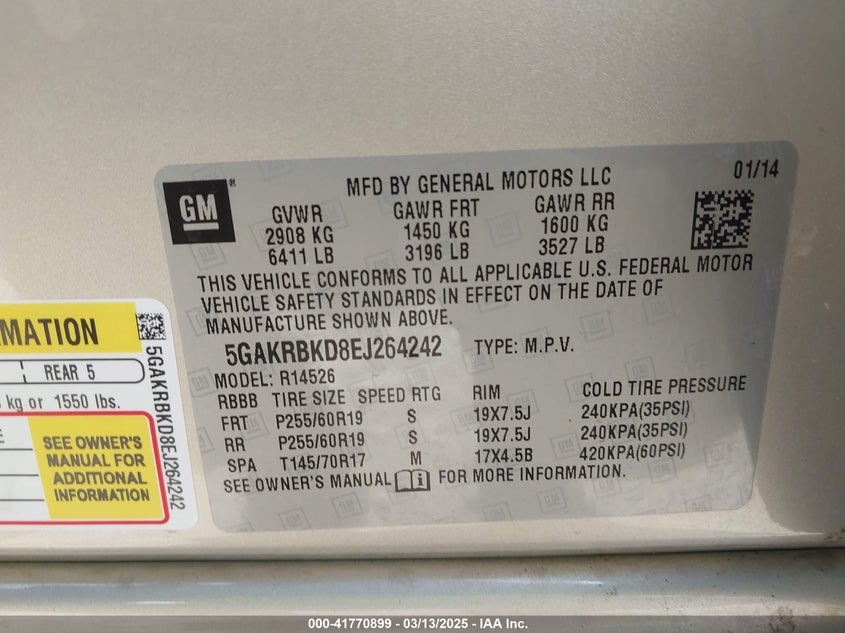 GM
®
MFD BY GENERAL MOTORS LLC
01/14
GVWR GAWR FRT GAWR RR
2908 KG 1450 KG 1600 KG
6411 LB 3196 LB 3527 LB
THIS VEHICLE CONFORMS TO ALL APPLICABLE U.S. FEDERAL MOTOR
VEHICLE SAFETY STANDARDS IN EFFECT ON THE DATE OF
MANUFACTURE SHOWN ABOVE.
5GAKRBKD8EJ264242 TYPE: M.P.V.
MODEL: R14526
RBBB TIRE SIZE SPEED RTG RIM COLD TIRE PRESSURE
FRT P255/60R19 S 19X7.5J 240KPA(35PSI)
RR P255/60R19 S 19X7.5J 240KPA(35PSI)
SPA T145/70R17 M 17X4.5B 420KPA(60PSI)
SEE OWNER'S MANUAL FOR MORE INFORMATION.
MATION
REAR 5
kg or 1550 lbs.
SEE OWNER'S
MANUAL FOR
ADDITIONAL
INFORMATION
5GAKRBKD8EJ264242
000-41770899 — 03/13/2025 — IAA Inc.